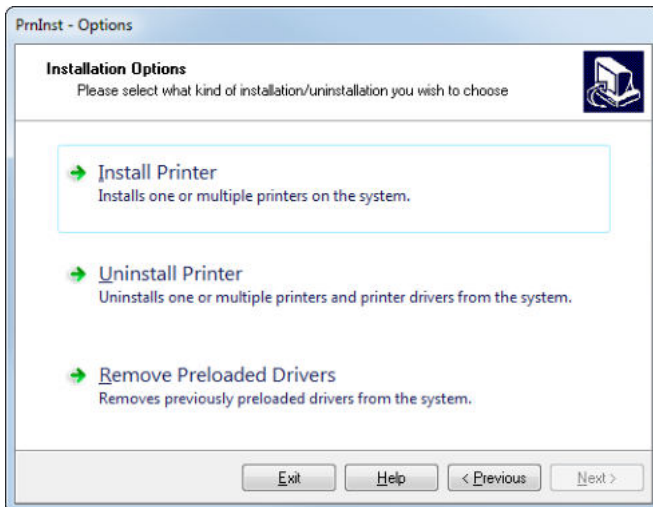 PrnInst - Options
Installation Options
Please select what kind of installation/uninstallation you wish to choose
Install Printer
Installs one or multiple printers on the system.
Uninstall Printer
Uninstalls one or multiple printers and printer drivers from the system.
Remove Preloaded Drivers
Removes previously preloaded drivers from the system.
Exit Help < Previous Next >